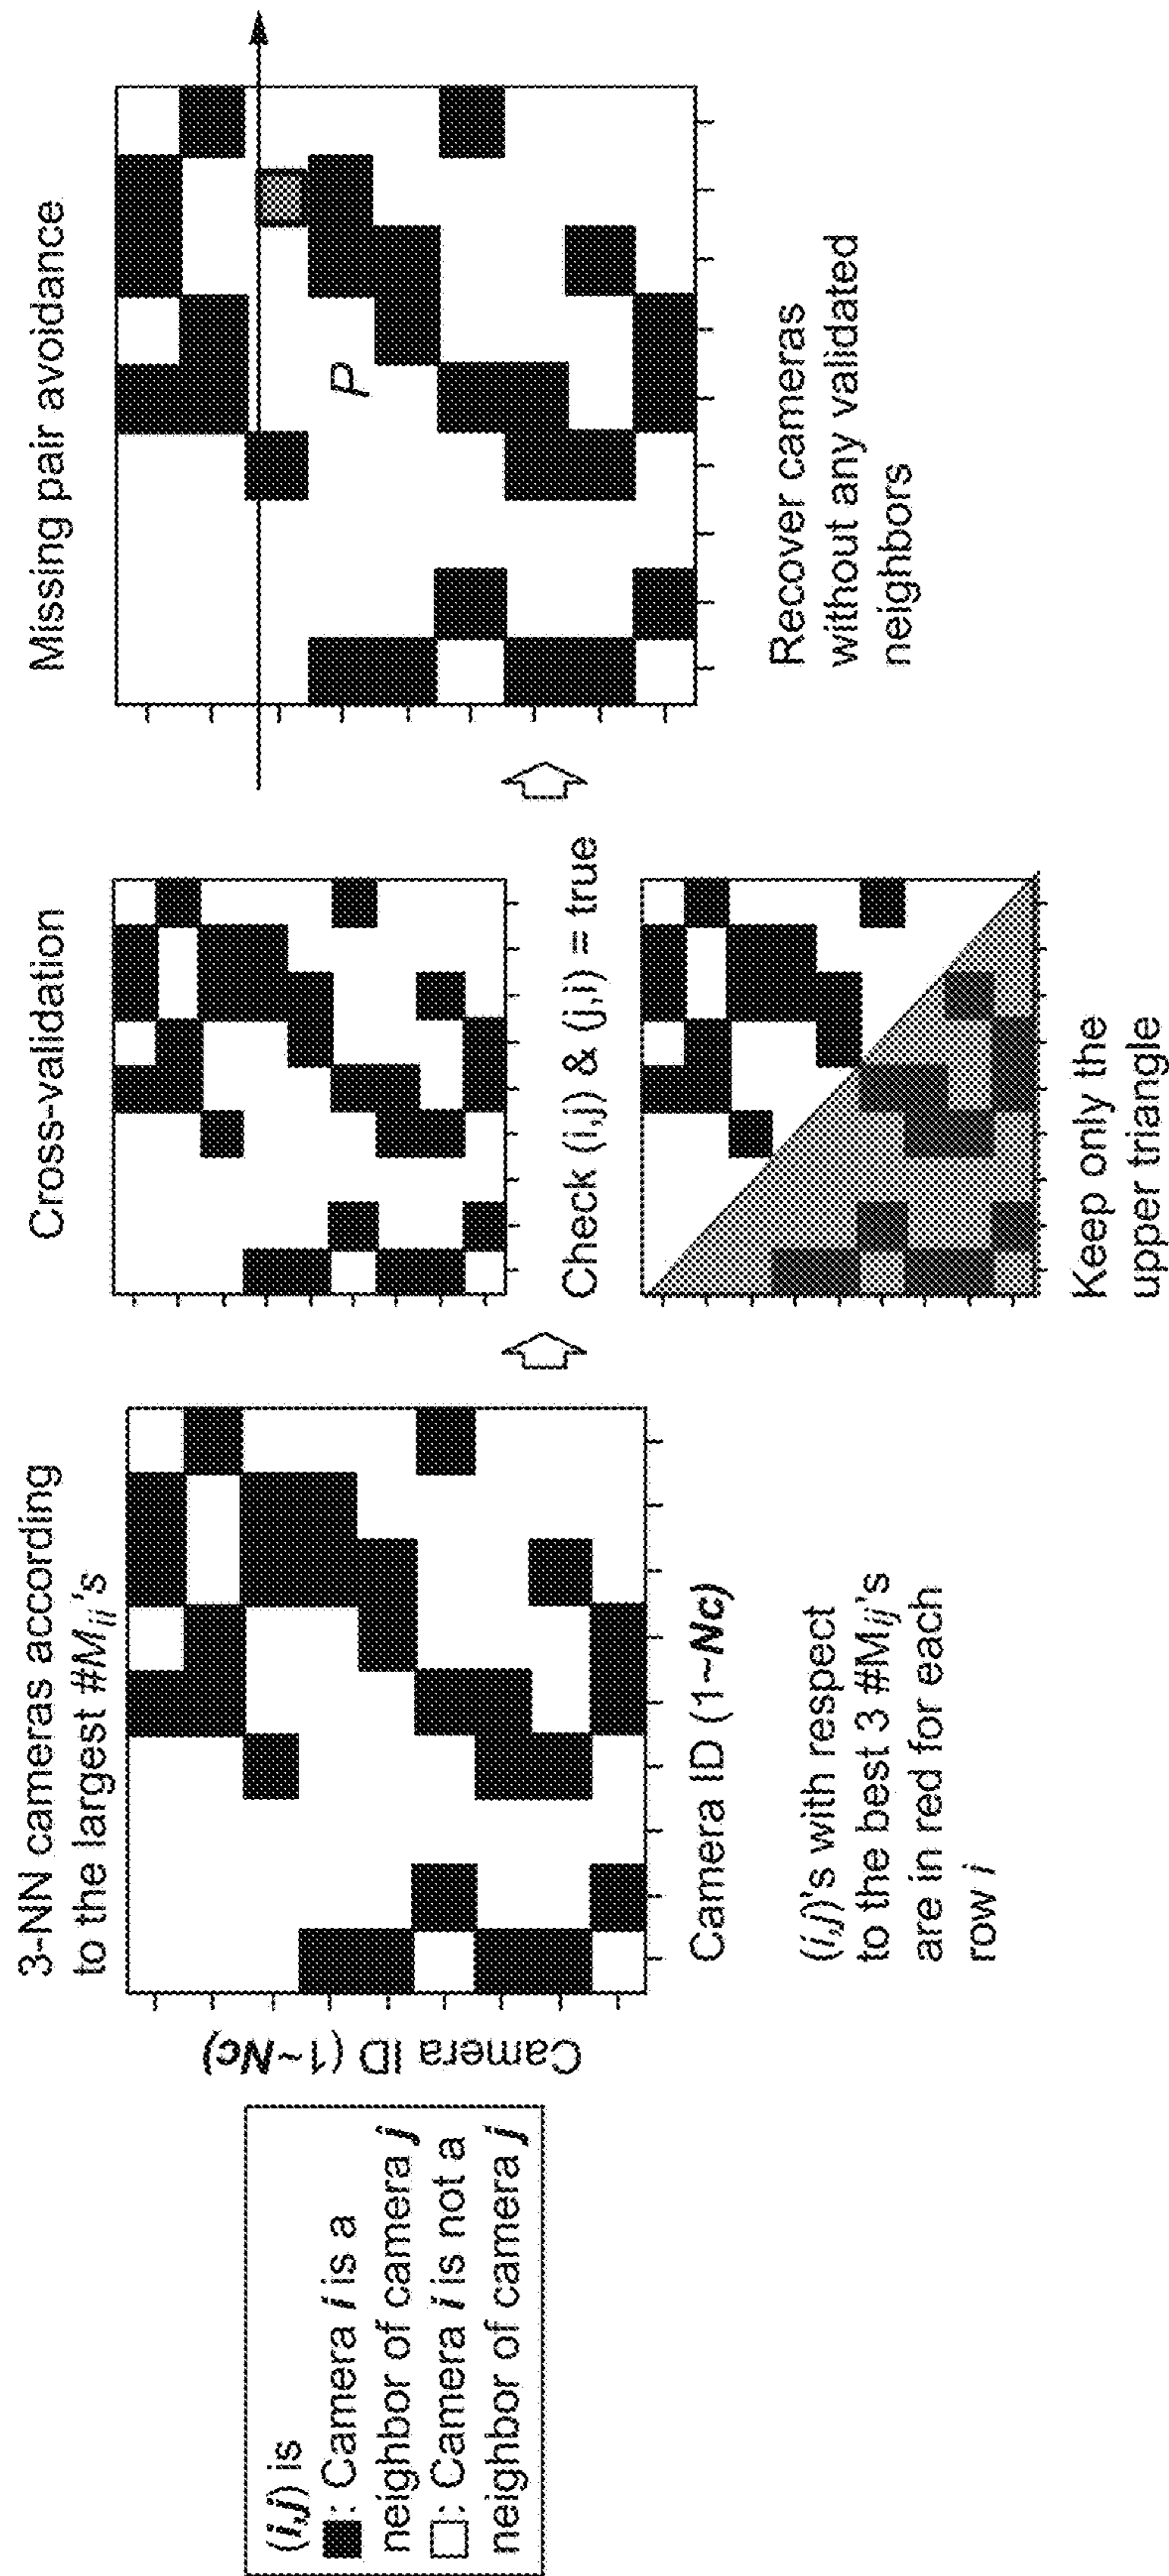 (i,j) is
: Camera i is a
neighbor of camera j
: Camera i is not a
neighbor of camera j
3-NN cameras according
to the largest #Mij's
Camera ID (1~Nc)
Camera ID (1~Nc)
(i,j)'s with respect
to the best 3 #Mij's
are in red for each
row i
Cross-validation
Check (i,j) & (j,i) = true
Keep only the
upper triangle
Missing pair avoidance
P
Recover cameras
without any validated
neighbors